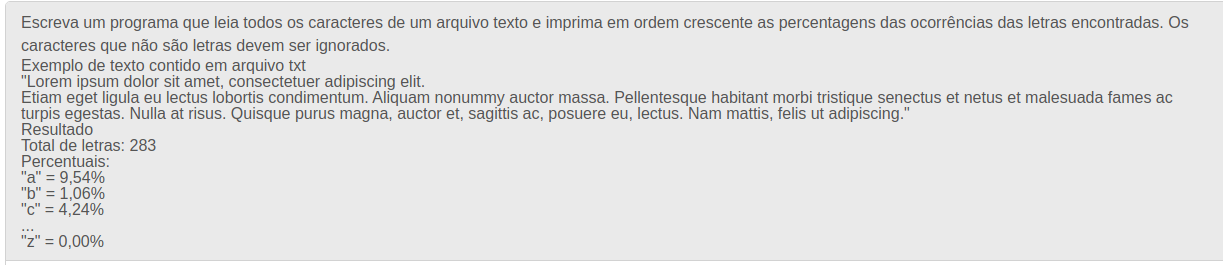 Escreva um programa que leia todos os caracteres de um arquivo texto e imprima em ordem crescente as percentagens das ocorrências das letras encontradas. Os
caracteres que não são letras devem ser ignorados.
Exemplo de texto contido em arquivo txt
"Lorem ipsum dolor sit amet, consectetuer adipiscing elit.
Etiam eget ligula eu lectus lobortis condimentum. Aliquam nonummy auctor massa. Pellentesque habitant morbi tristique senectus et netus et malesuada fames ac
turpis egestas. Nulla at risus. Quisque purus magna, auctor et, sagittis ac, posuere eu, lectus. Nam mattis, felis ut adipiscing."
Resultado
Total de letras: 283
Percentuais:
"a" = 9,54%
"b" = 1,06%
"c" = 4,24%
...
"z" = 0,00%